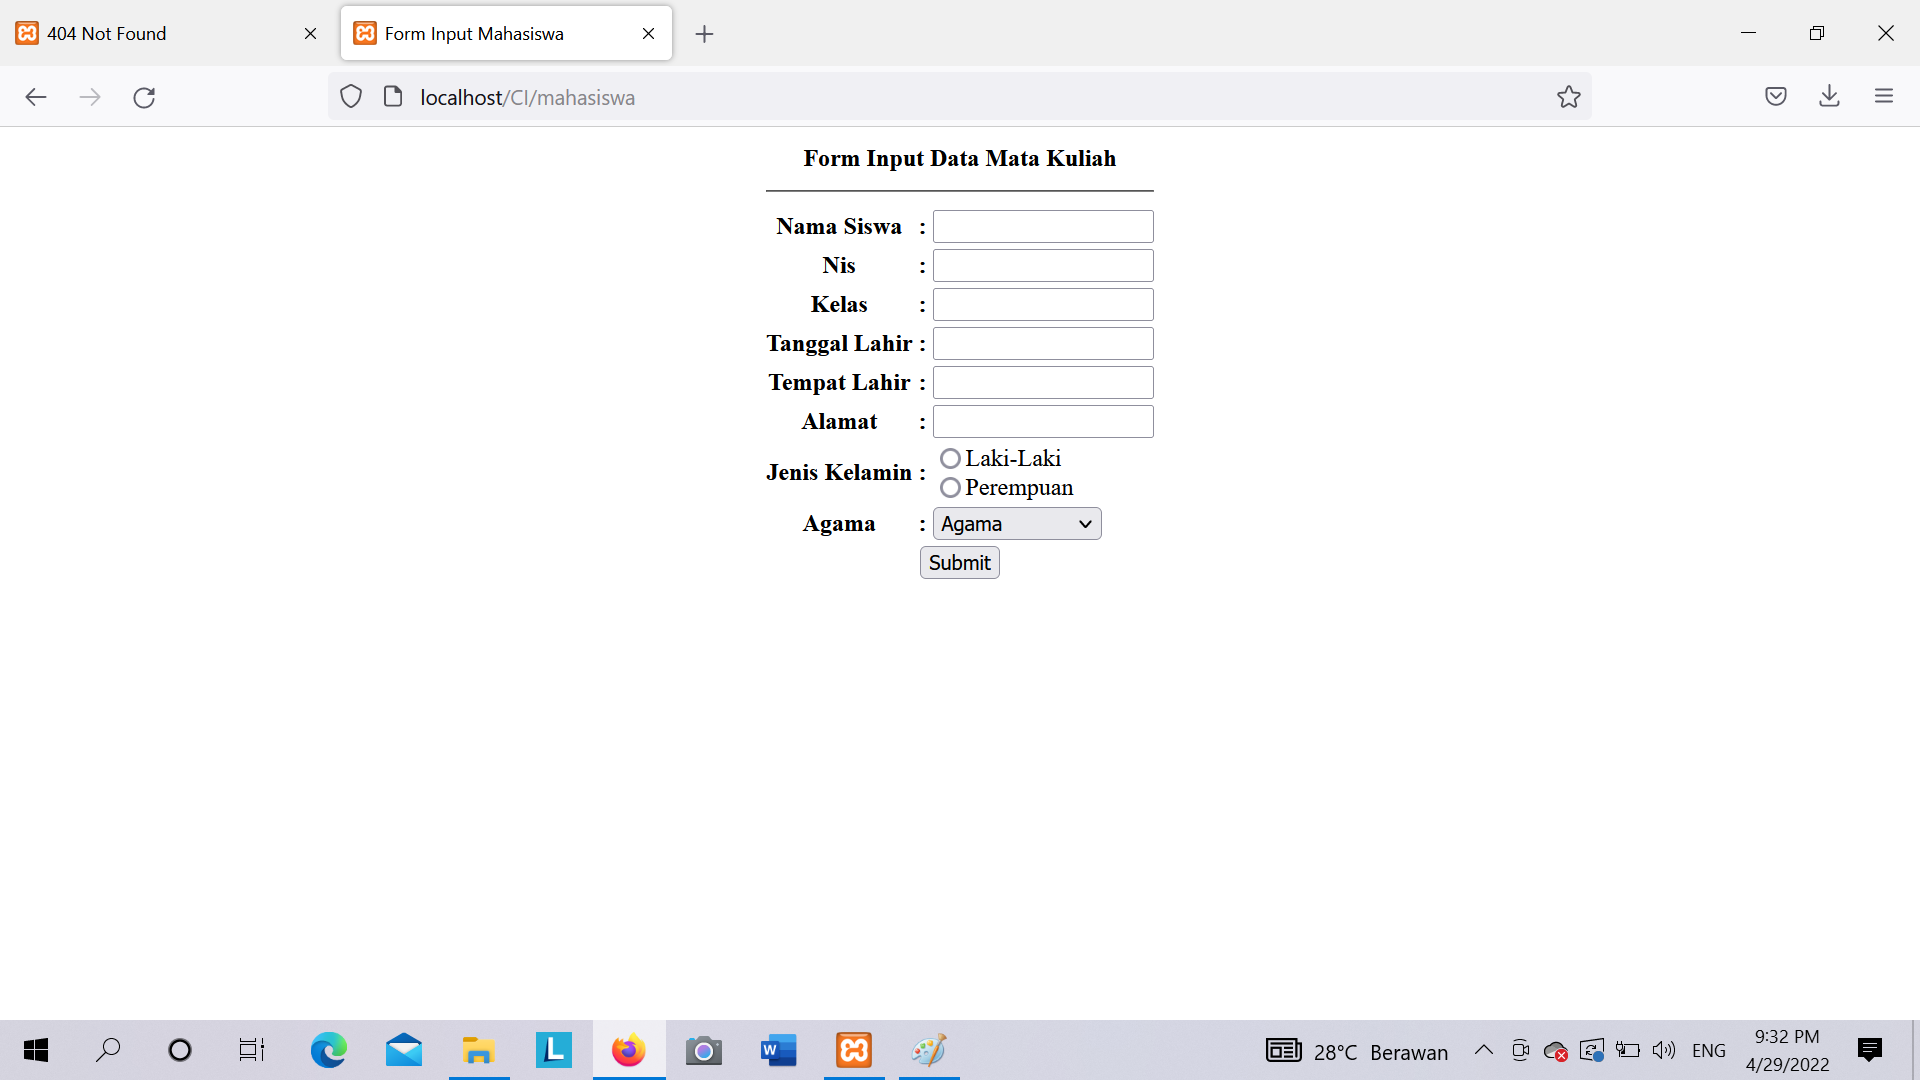 404 Not Found
Form Input Mahasiswa
localhost/CI/mahasiswa
Form Input Data Mata Kuliah
Nama Siswa :
Nis :
Kelas :
Tanggal Lahir :
Tempat Lahir :
Alamat :
Jenis Kelamin :
Laki-Laki
Perempuan
Agama : Agama
Submit
28°C Berawan
ENG
9:32 PM
4/29/2022